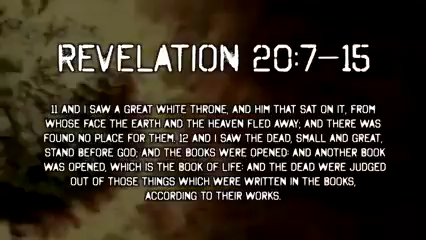 REVELATION 20:7-15
11 AND I SAW A GREAT WHITE THRONE, AND HIM THAT SAT ON IT, FROM
WHOSE FACE THE EARTH AND THE HEAVEN FLED AWAY; AND THERE WAS
FOUND NO PLACE FOR THEM. 12 AND I SAW THE DEAD, SMALL AND GREAT,
STAND BEFORE GOD; AND THE BOOKS WERE OPENED: AND ANOTHER BOOK
WAS OPENED, WHICH IS THE BOOK OF LIFE: AND THE DEAD WERE JUDGED
OUT OF THOSE THINGS WHICH WERE WRITTEN IN THE BOOKS,
ACCORDING TO THEIR WORKS.